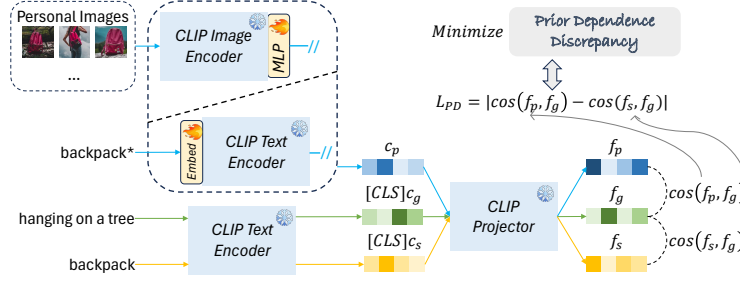 Personal Images
...
CLIP Image
Encoder
MLP
//
Minimize
Prior Dependence
Discrepancy
L_PD = |cos(f_p, f_g) − cos(f_s, f_g)|
backpack*
Embed
CLIP Text
Encoder
//
c_p
f_p
[CLS]c_g
f_g
cos(f_p, f_g)
hanging on a tree
CLIP Text
Encoder
CLIP
Projector
[CLS]c_s
f_s
cos(f_s, f_g)
backpack